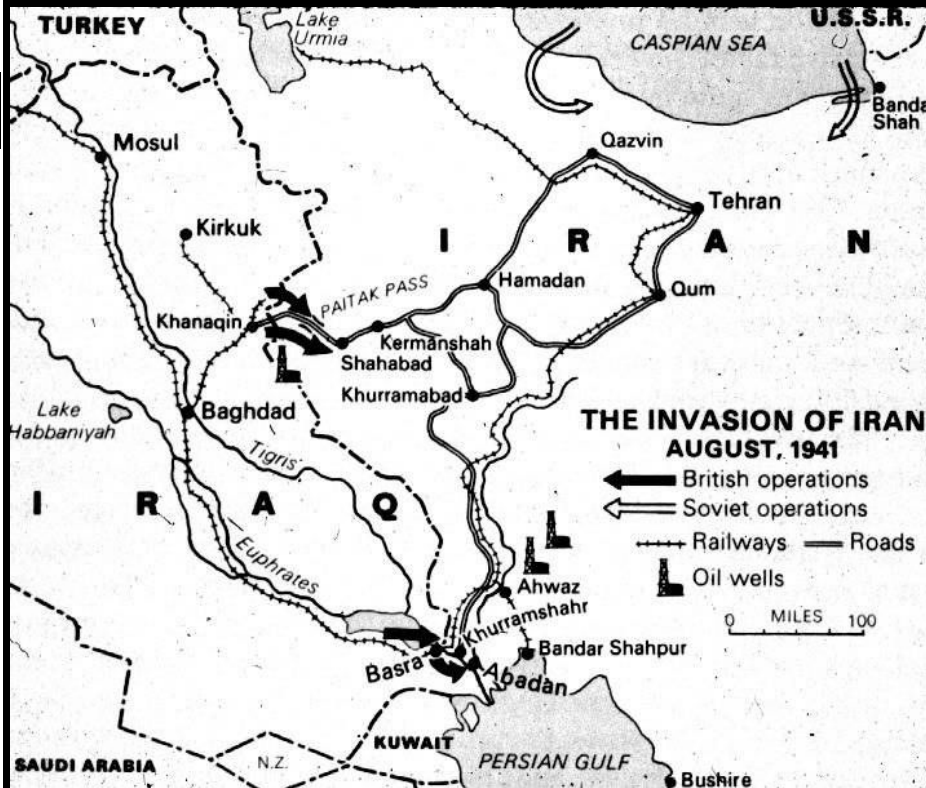 TURKEY
Lake
Urmia
U.S.S.R.
CASPIAN SEA
Bandar
Shah
Mosul
Qazvin
Tehran
Kirkuk
I R A N
Hamadan
Qum
PAITAK PASS
Khanaqin
Kermanshah
Shahabad
Khurramabad
Baghdad
Lake
Habbaniyah
Tigris
I R A Q
Euphrates
THE INVASION OF IRAN
AUGUST, 1941
British operations
Soviet operations
Railways Roads
Oil wells
MILES
0 100
Ahwaz
Khurramshahr
Bandar Shahpur
Basra
Abadan
KUWAIT
SAUDI ARABIA
N.Z.
PERSIAN GULF
Bushire